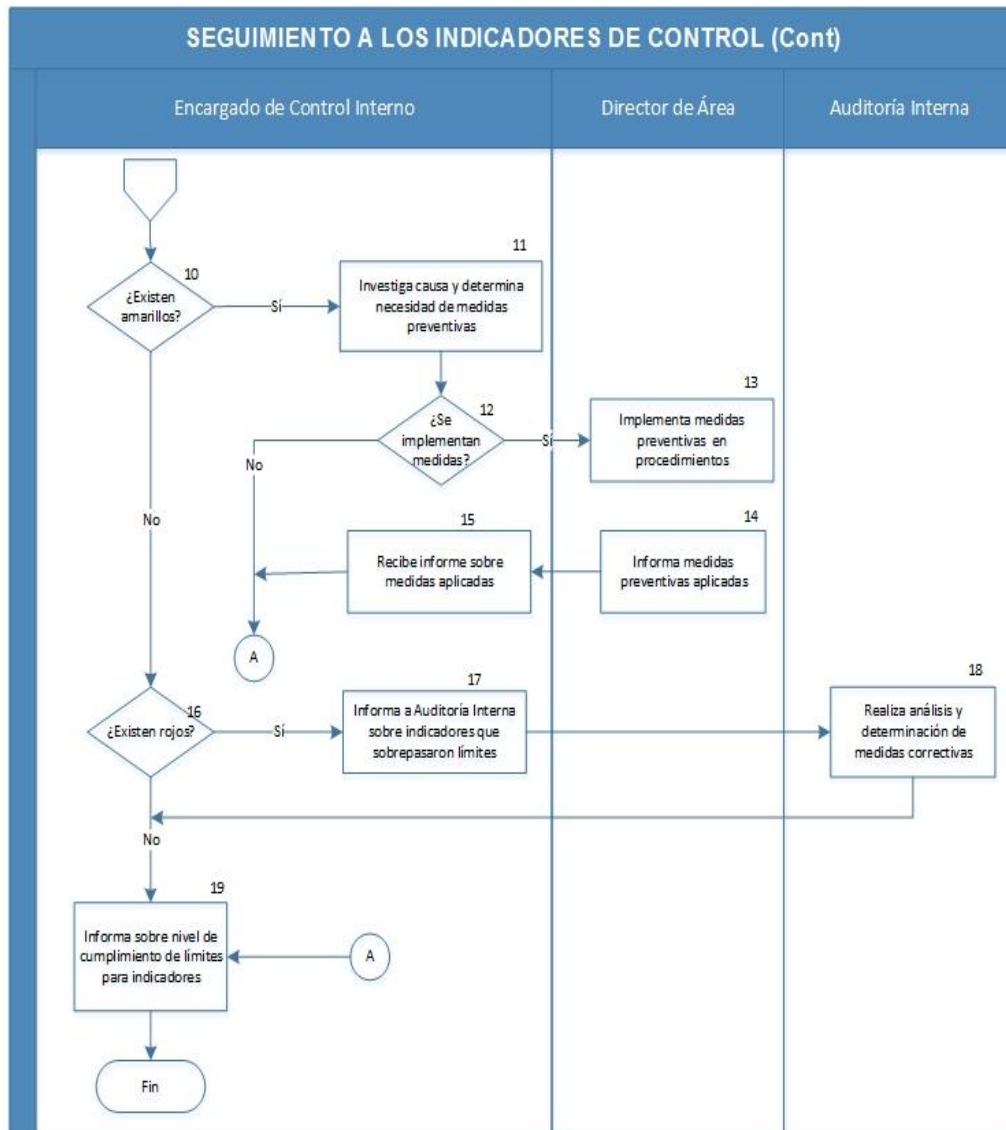 SEGUIMIENTO A LOS INDICADORES DE CONTROL (Cont)
Encargado de Control Interno
Director de Área
Auditoría Interna
10
¿Existen
amarillos?
Sí
11
Investiga causa y determina
necesidad de medidas
preventivas
12
¿Se
implementan
medidas?
Sí
No
13
Implementa medidas
preventivas en
procedimientos
No
14
Informa medidas
preventivas aplicadas
15
Recibe informe sobre
medidas aplicadas
A
16
¿Existen rojos?
Sí
17
Informa a Auditoría Interna
sobre indicadores que
sobrepasaron límites
18
Realiza análisis y
determinación de
medidas correctivas
No
19
Informa sobre nivel de
cumplimiento de límites
para indicadores
A
Fin